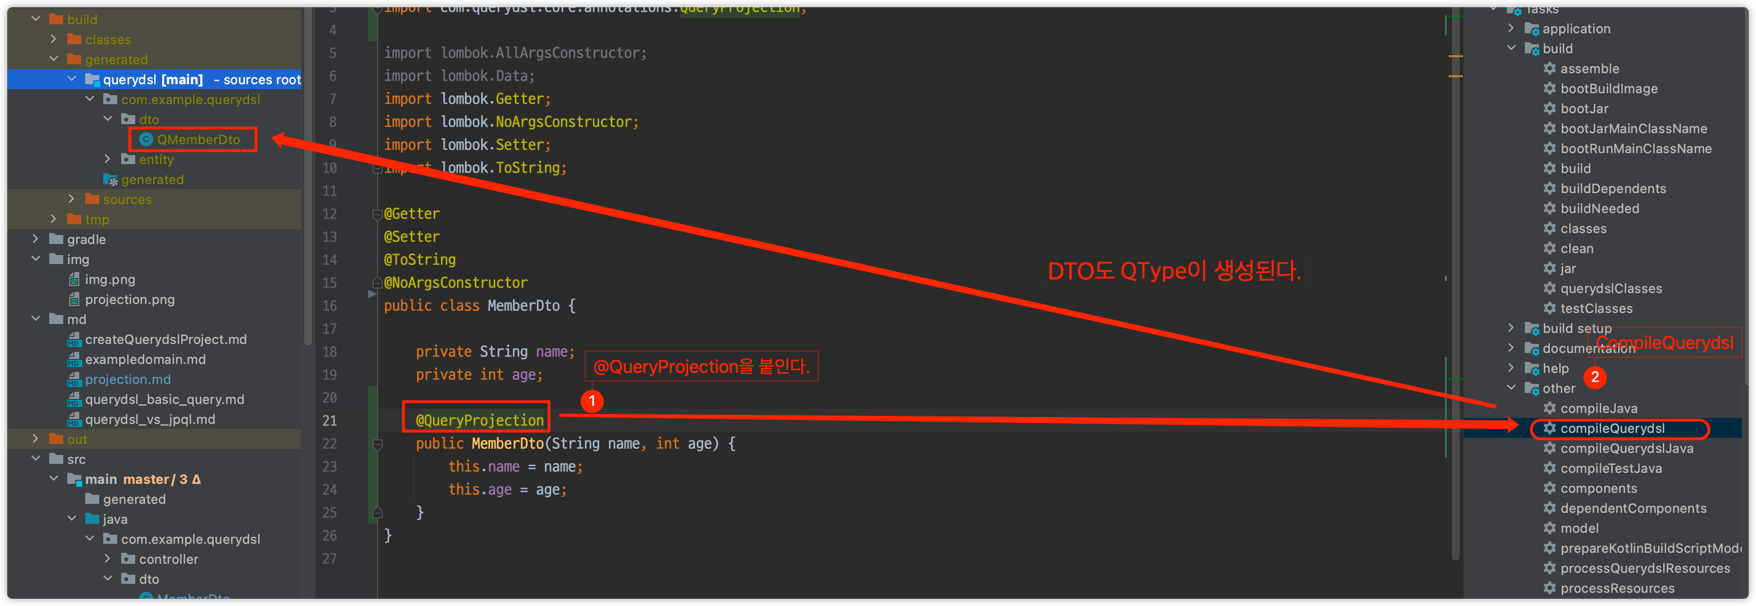 build
classes
generated
querydsl [main] - sources root
com.example.querydsl
dto
QMemberDto
entity
generated
sources
tmp
gradle
img
img.png
projection.png
md
createQuerydslProject.md
exampledomain.md
projection.md
querydsl_basic_query.md
querydsl_vs_jpql.md
out
src
main master / 3 Δ
generated
java
com.example.querydsl
controller
dto
MemberDto
3 import com.querydsl.core.annotations.QueryProjection;
4
5 import lombok.AllArgsConstructor;
6 import lombok.Data;
7 import lombok.Getter;
8 import lombok.NoArgsConstructor;
9 import lombok.Setter;
10 import lombok.ToString;
11
12 @Getter
13 @Setter
14 @ToString
15 @NoArgsConstructor
16 public class MemberDto {
17
18 private String name;
19 private int age;
20
21 @QueryProjection
22 public MemberDto(String name, int age) {
23 this.name = name;
24 this.age = age;
25 }
26 }
27
@QueryProjection을 붙인다.
1
DTO도 QType이 생성된다.
Tasks
application
build
assemble
bootBuildImage
bootJar
bootJarMainClassName
bootRunMainClassName
build
buildDependents
buildNeeded
classes
clean
jar
querydslClasses
testClasses
build setup
CompileQuerydsl
documentation
help
2
other
compileJava
compileQuerydsl
compileQuerydslJava
compileTestJava
components
dependentComponents
model
prepareKotlinBuildScriptMod
processQuerydslResources
processResources